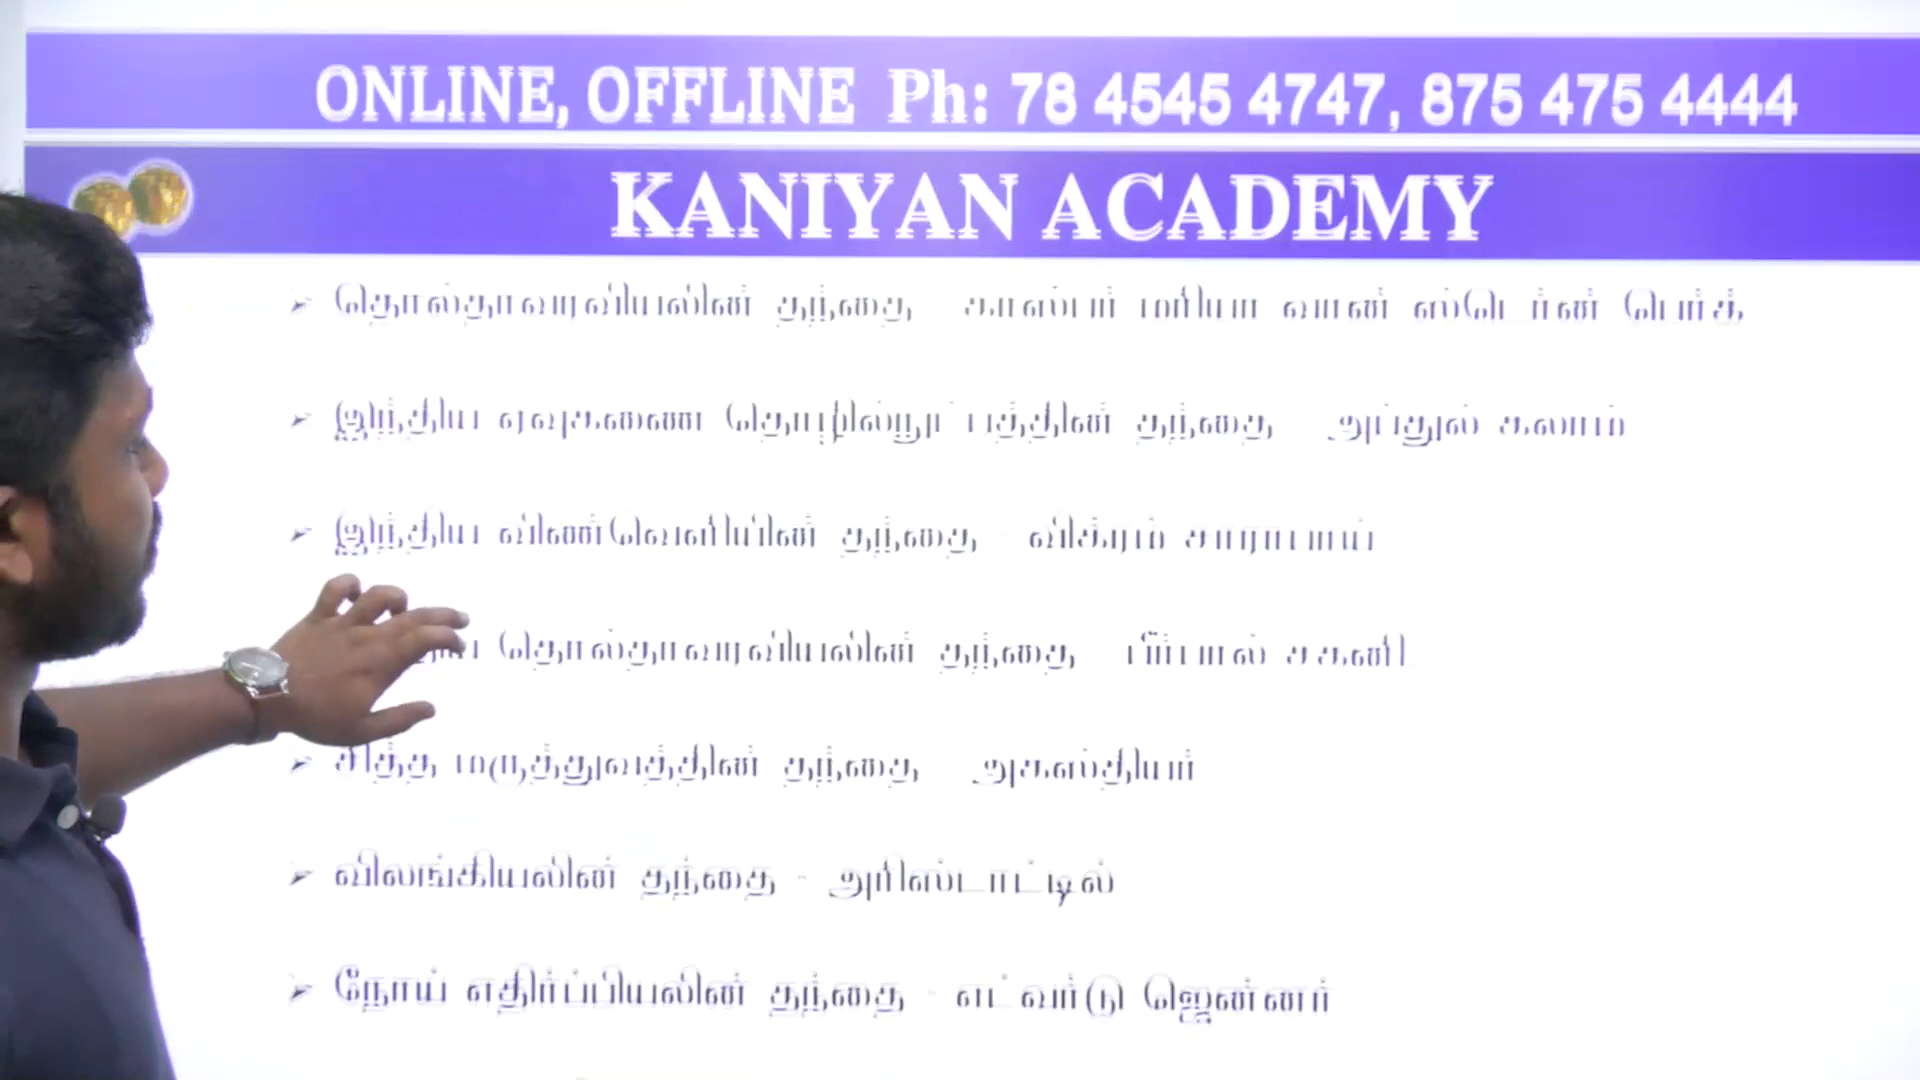 ONLINE, OFFLINE Ph: 78 4545 4747, 875 475 4444
KANIYAN ACADEMY
➢ தொல்தாவரவியலின் தந்தை காஸ்பர் மரியா வான் ஸ்டெர்ன் பெர்க்
➢ இந்திய ஏவுகணை தொழில்நுட்பத்தின் தந்தை அப்துல் கலாம்
➢ இந்திய விண்வெளியின் தந்தை - விக்ரம் சாராபாய்
தொல்தாவரவியலின் தந்தை பீர்பால் சகனி
➢ சித்த மருத்துவத்தின் தந்தை அகஸ்தியர்
➢ விலங்கியலின் தந்தை - அரிஸ்டாட்டில்
➢ நோய் எதிர்ப்பியலின் தந்தை - எட்வர்டு ஜென்னர்